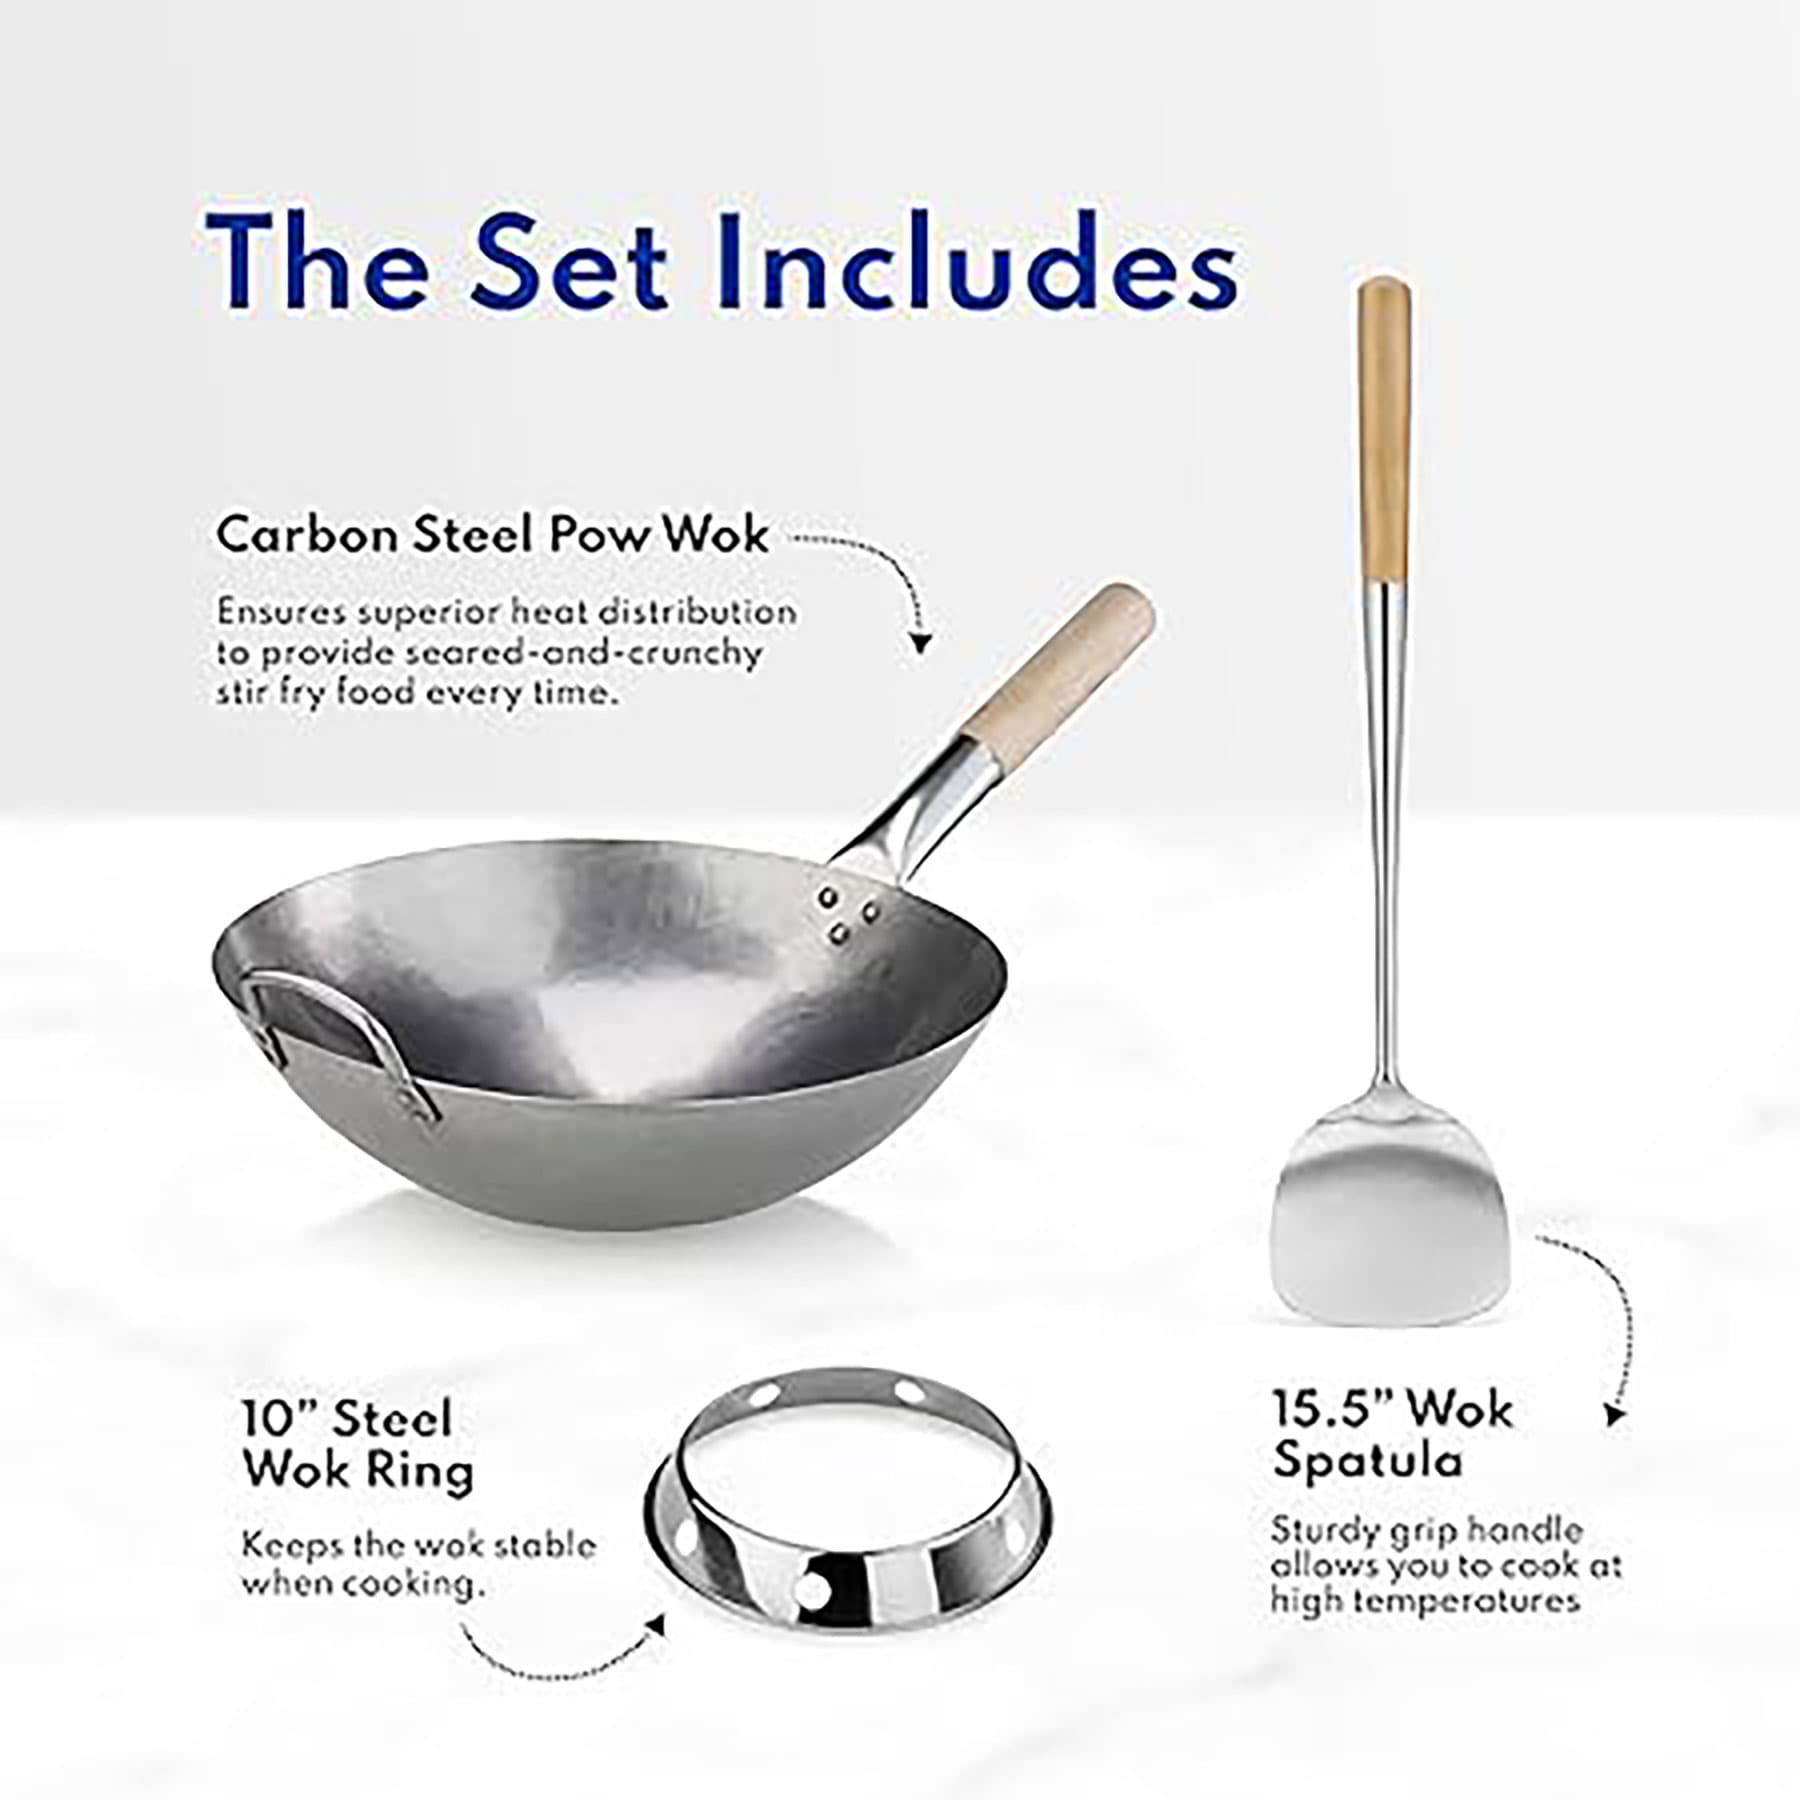 The Set Includes
Carbon Steel Pow Wok
Ensures superior heat distribution
to provide seared-and-crunchy
stir fry food every time.
10” Steel
Wok Ring
Keeps the wok stable
when cooking.
15.5” Wok
Spatula
Sturdy grip handle
allows you to cook at
high temperatures